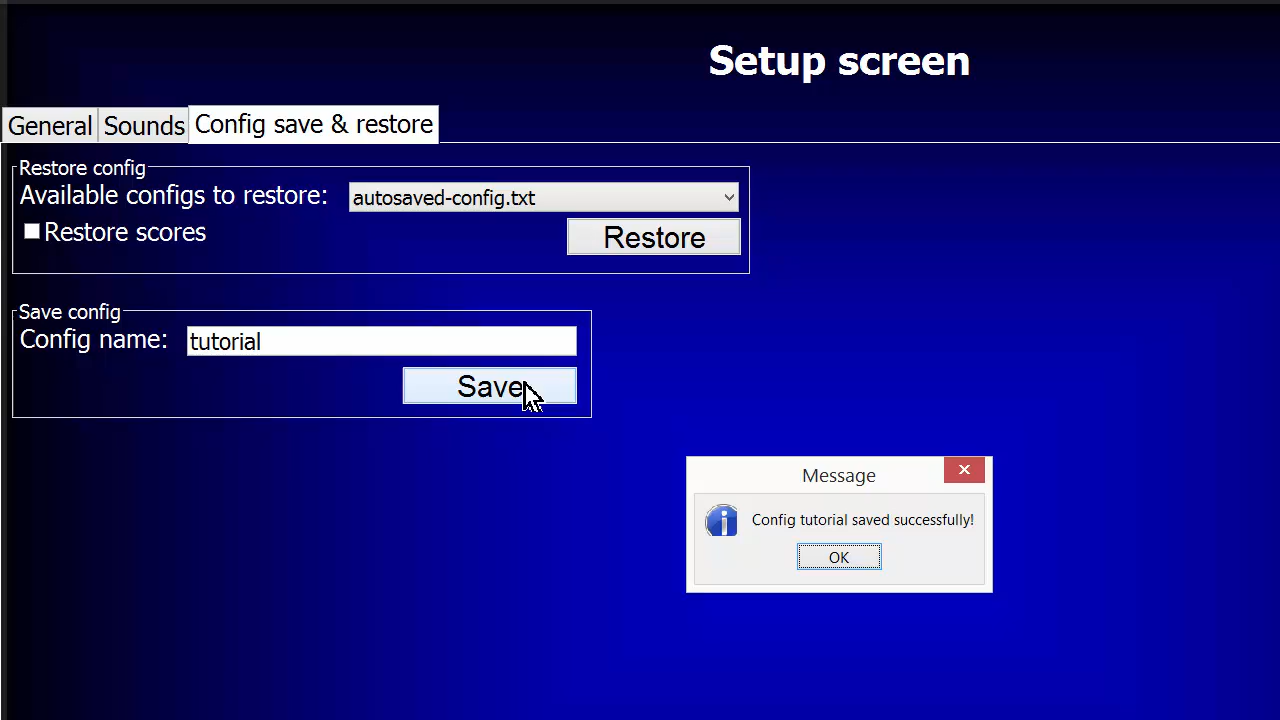 Setup screen
General Sounds Config save & restore
Restore config
Available configs to restore: autosaved-config.txt
Restore scores Restore
Save config
Config name: tutorial
Save
Message
Config tutorial saved successfully!
OK